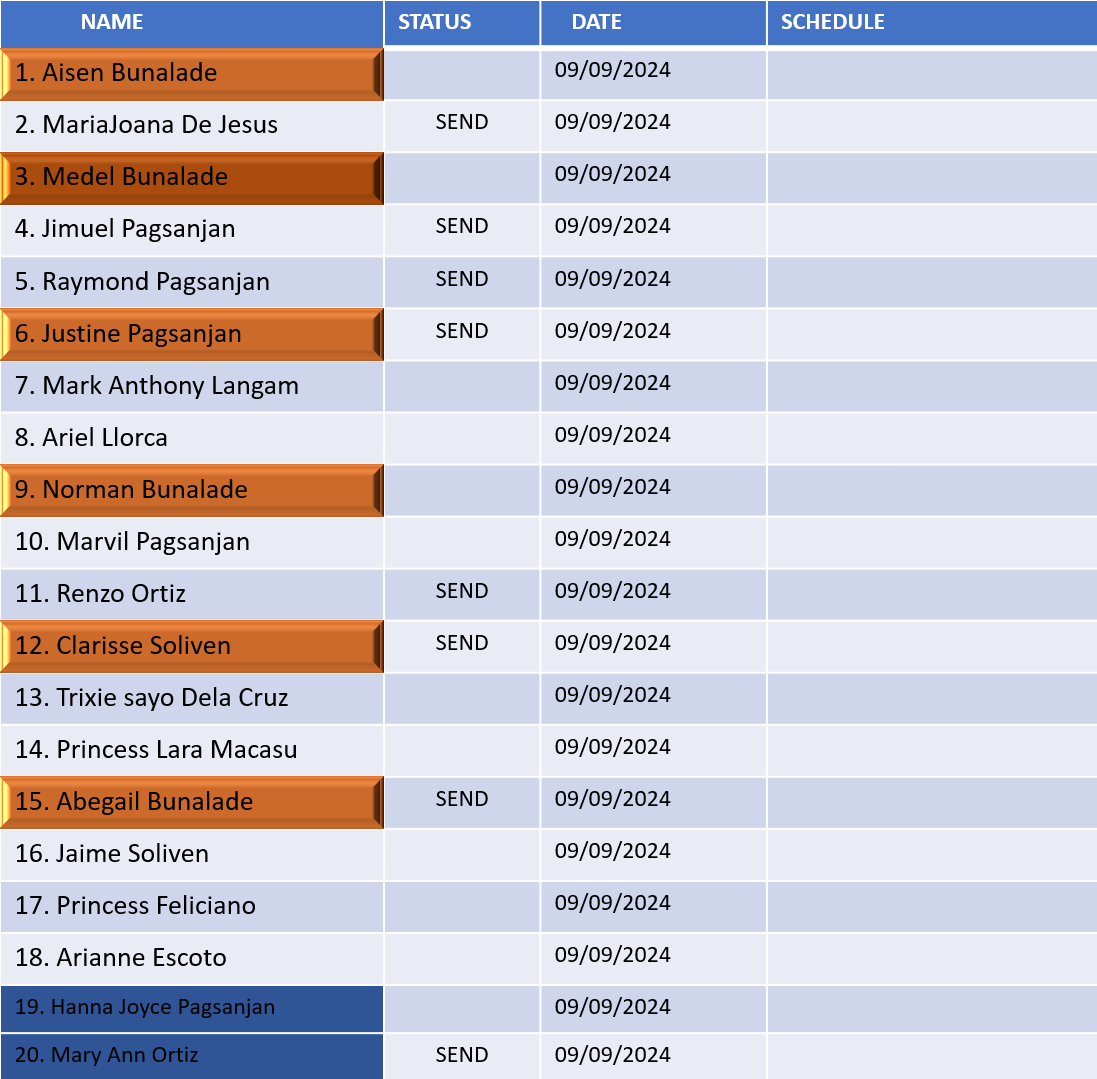 NAME STATUS DATE SCHEDULE
1. Aisen Bunalade 09/09/2024
2. MariaJoana De Jesus SEND 09/09/2024
3. Medel Bunalade 09/09/2024
4. Jimuel Pagsanjan SEND 09/09/2024
5. Raymond Pagsanjan SEND 09/09/2024
6. Justine Pagsanjan SEND 09/09/2024
7. Mark Anthony Langam 09/09/2024
8. Ariel Llorca 09/09/2024
9. Norman Bunalade 09/09/2024
10. Marvil Pagsanjan 09/09/2024
11. Renzo Ortiz SEND 09/09/2024
12. Clarisse Soliven SEND 09/09/2024
13. Trixie sayo Dela Cruz 09/09/2024
14. Princess Lara Macasu 09/09/2024
15. Abegail Bunalade SEND 09/09/2024
16. Jaime Soliven 09/09/2024
17. Princess Feliciano 09/09/2024
18. Arianne Escoto 09/09/2024
19. Hanna Joyce Pagsanjan 09/09/2024
20. Mary Ann Ortiz SEND 09/09/2024